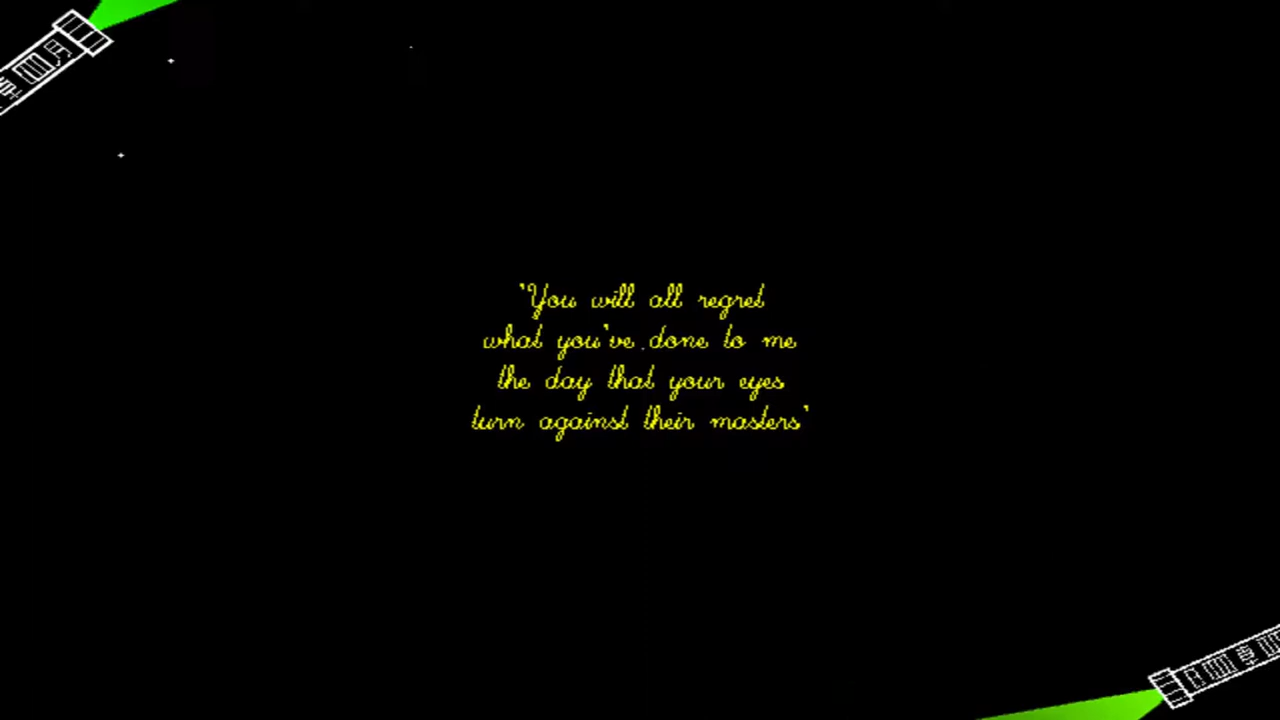 'You will all regret
what you've done to me
the day that your eyes
turn against their masters'